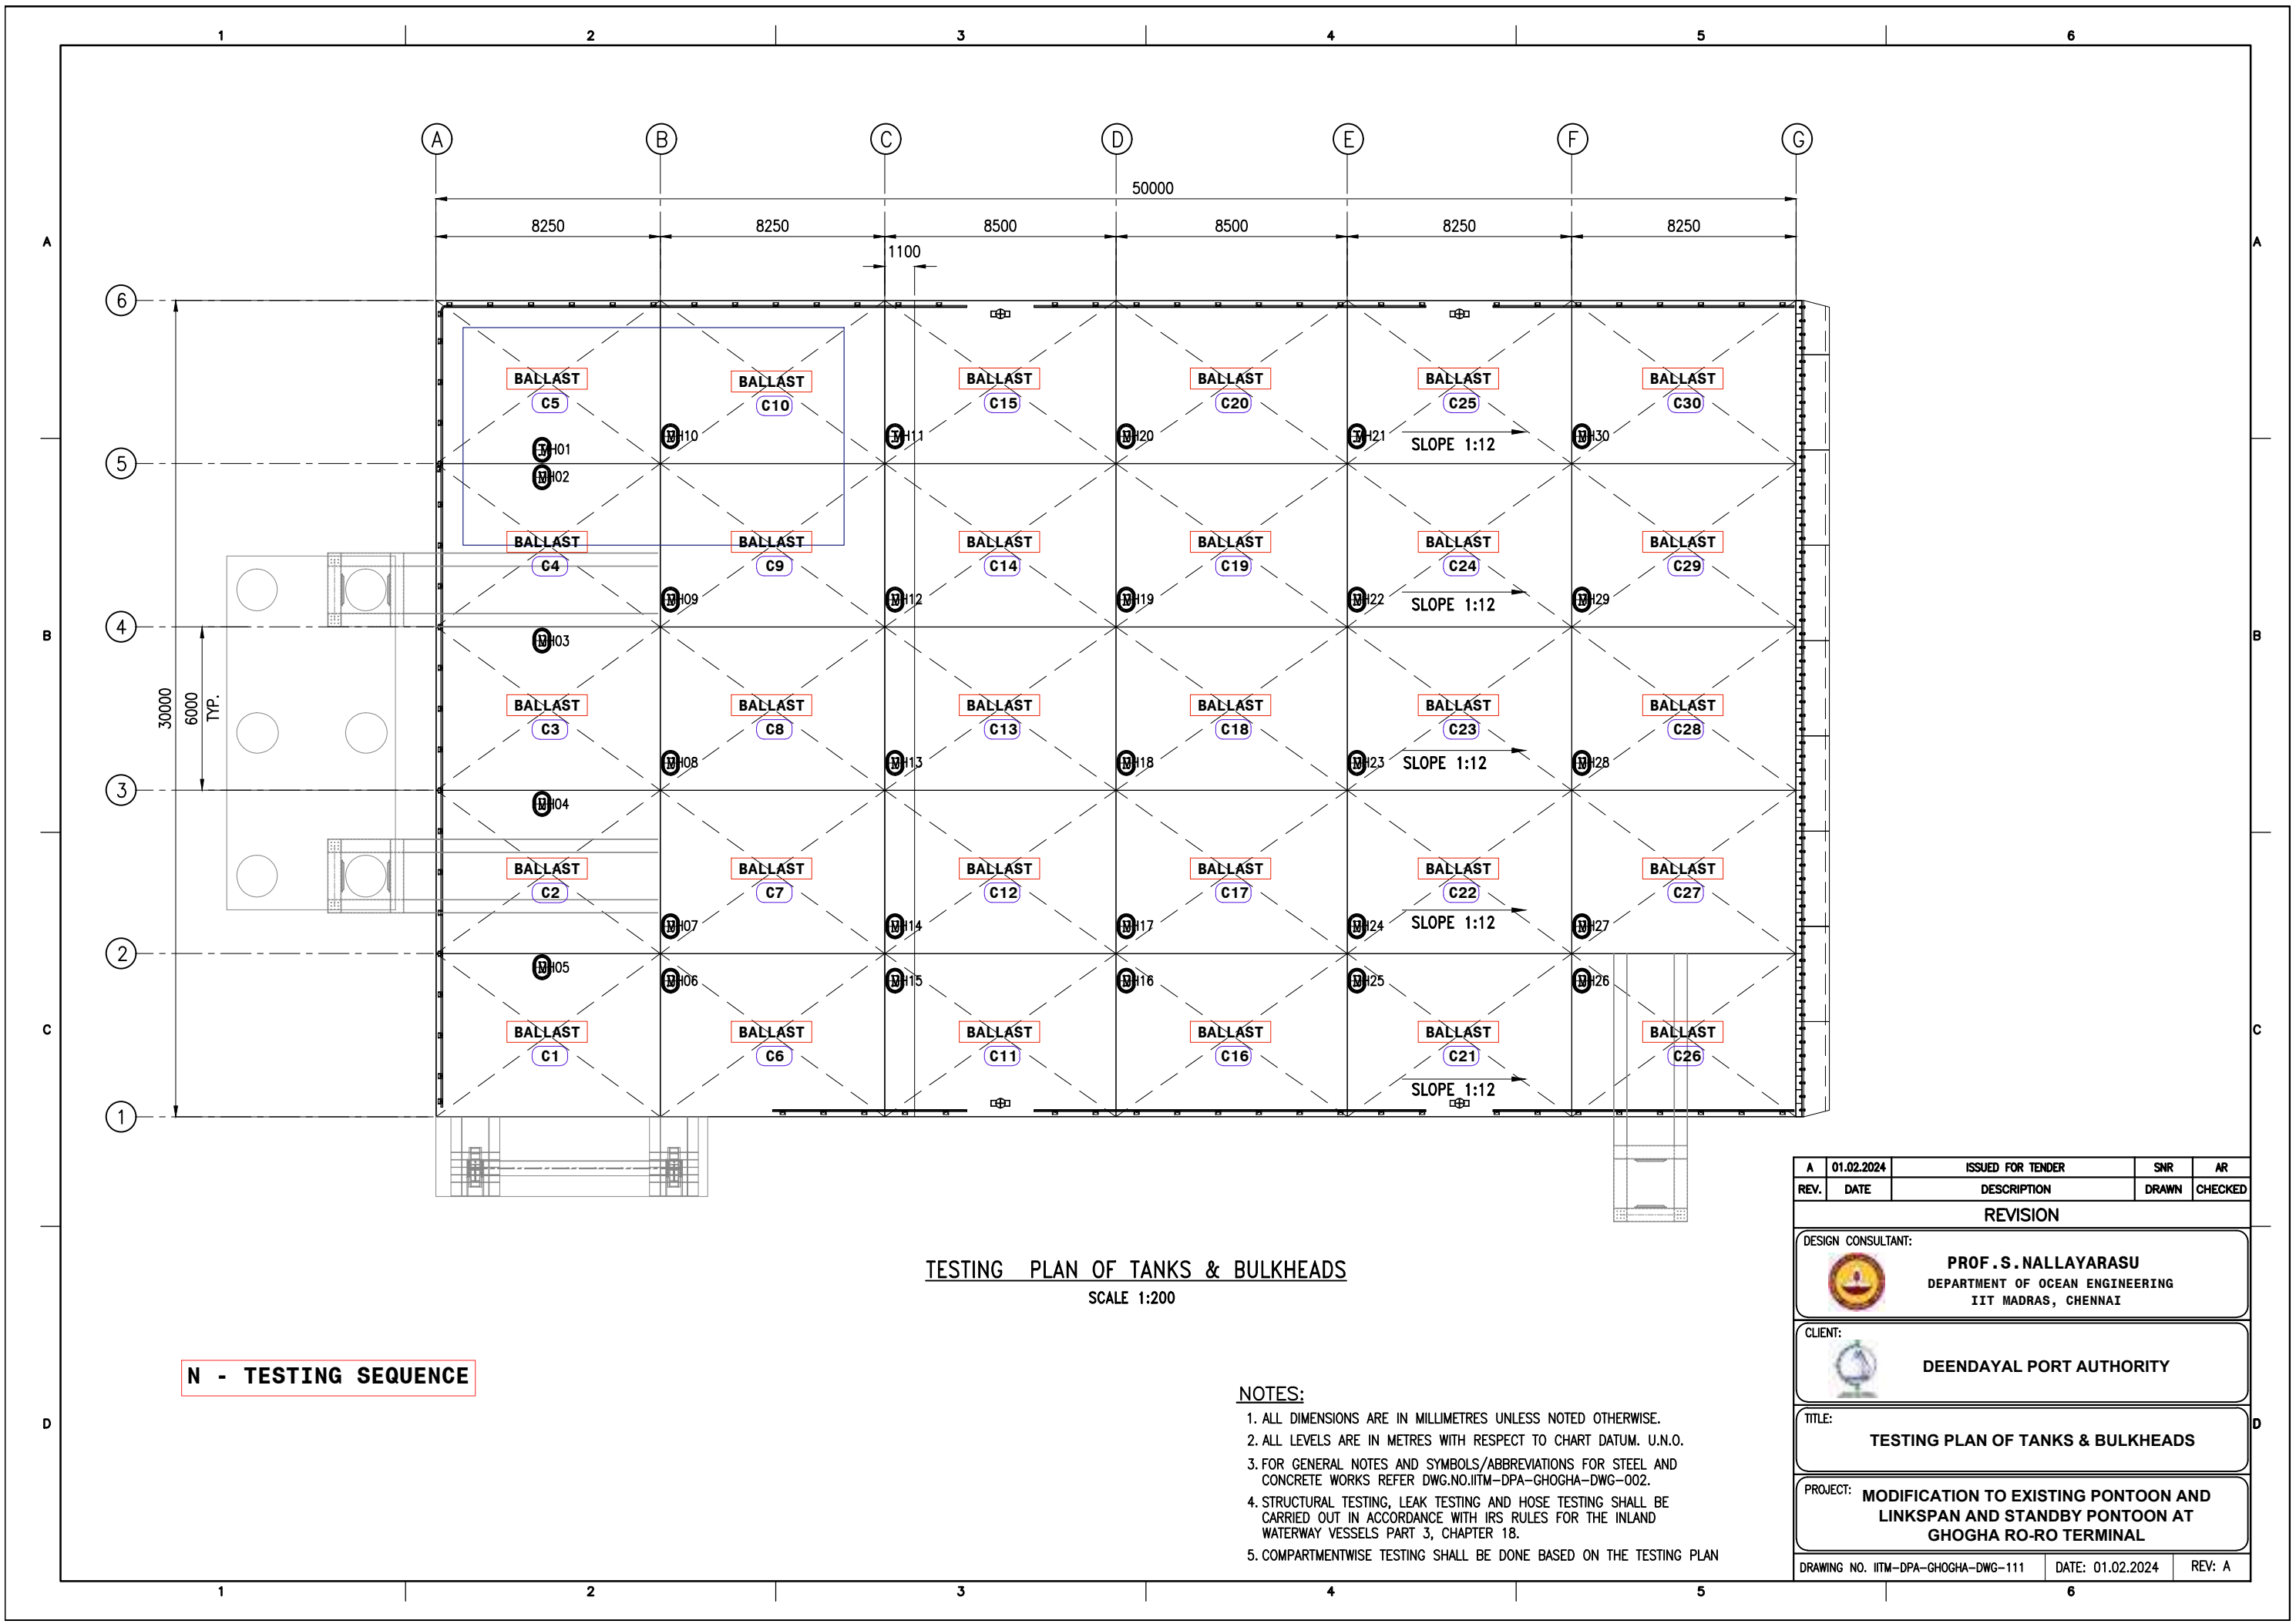 1 2 3 4 5 6
A B C D E F G
50000
8250 8250 8500 8500 8250 8250
1100
A A
6
BALLAST BALLAST BALLAST BALLAST BALLAST BALLAST
C5 C10 C15 C20 C25 C30
MH01 MH10 MH11 MH20 MH21 MH30
SLOPE 1:12
5
MH02
BALLAST BALLAST BALLAST BALLAST BALLAST BALLAST
C4 C9 C14 C19 C24 C29
MH09 MH12 MH19 MH22 MH29
SLOPE 1:12
4
B B
MH03
30000
6000
TYP.
BALLAST BALLAST BALLAST BALLAST BALLAST BALLAST
C3 C8 C13 C18 C23 C28
MH08 MH13 MH18 MH23 MH28
SLOPE 1:12
3
MH04
BALLAST BALLAST BALLAST BALLAST BALLAST BALLAST
C2 C7 C12 C17 C22 C27
MH07 MH14 MH17 MH24 MH27
SLOPE 1:12
2
MH05 MH06 MH15 MH16 MH25 MH26
C C
BALLAST BALLAST BALLAST BALLAST BALLAST BALLAST
C1 C6 C11 C16 C21 C26
SLOPE 1:12
1
TESTING PLAN OF TANKS & BULKHEADS
SCALE 1:200
N - TESTING SEQUENCE
NOTES:
1. ALL DIMENSIONS ARE IN MILLIMETRES UNLESS NOTED OTHERWISE.
2. ALL LEVELS ARE IN METRES WITH RESPECT TO CHART DATUM. U.N.O.
3. FOR GENERAL NOTES AND SYMBOLS/ABBREVIATIONS FOR STEEL AND
CONCRETE WORKS REFER DWG.NO.IITM-DPA-GHOGHA-DWG-002.
4. STRUCTURAL TESTING, LEAK TESTING AND HOSE TESTING SHALL BE
CARRIED OUT IN ACCORDANCE WITH IRS RULES FOR THE INLAND
WATERWAY VESSELS PART 3, CHAPTER 18.
5. COMPARTMENTWISE TESTING SHALL BE DONE BASED ON THE TESTING PLAN
A 01.02.2024 ISSUED FOR TENDER SNR AR
REV. DATE DESCRIPTION DRAWN CHECKED
REVISION
DESIGN CONSULTANT:
PROF.S.NALLAYARASU
DEPARTMENT OF OCEAN ENGINEERING
IIT MADRAS, CHENNAI
CLIENT:
DEENDAYAL PORT AUTHORITY
TITLE:
TESTING PLAN OF TANKS & BULKHEADS
PROJECT: MODIFICATION TO EXISTING PONTOON AND
LINKSPAN AND STANDBY PONTOON AT
GHOGHA RO-RO TERMINAL
DRAWING NO. IITM-DPA-GHOGHA-DWG-111 DATE: 01.02.2024 REV: A
D D
1 2 3 4 5 6